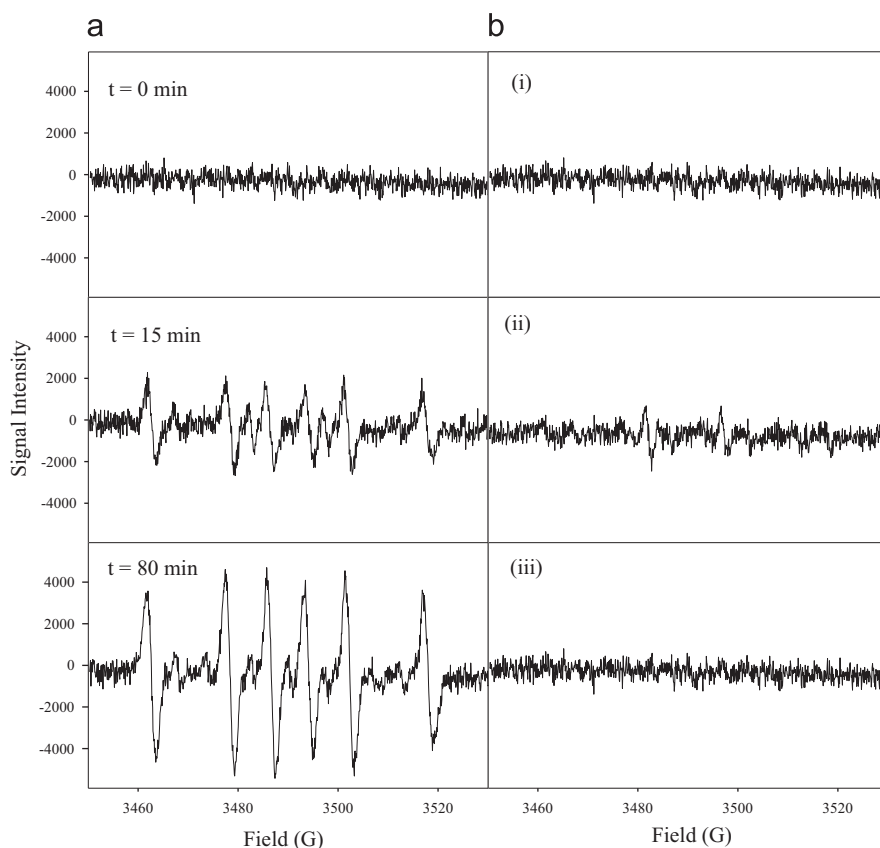 a
b
t = 0 min
(i)
4000
2000
0
-2000
-4000
t = 15 min
(ii)
4000
2000
0
-2000
-4000
Signal Intensity
t = 80 min
(iii)
4000
2000
0
-2000
-4000
3460 3480 3500 3520
3460 3480 3500 3520
Field (G)
Field (G)